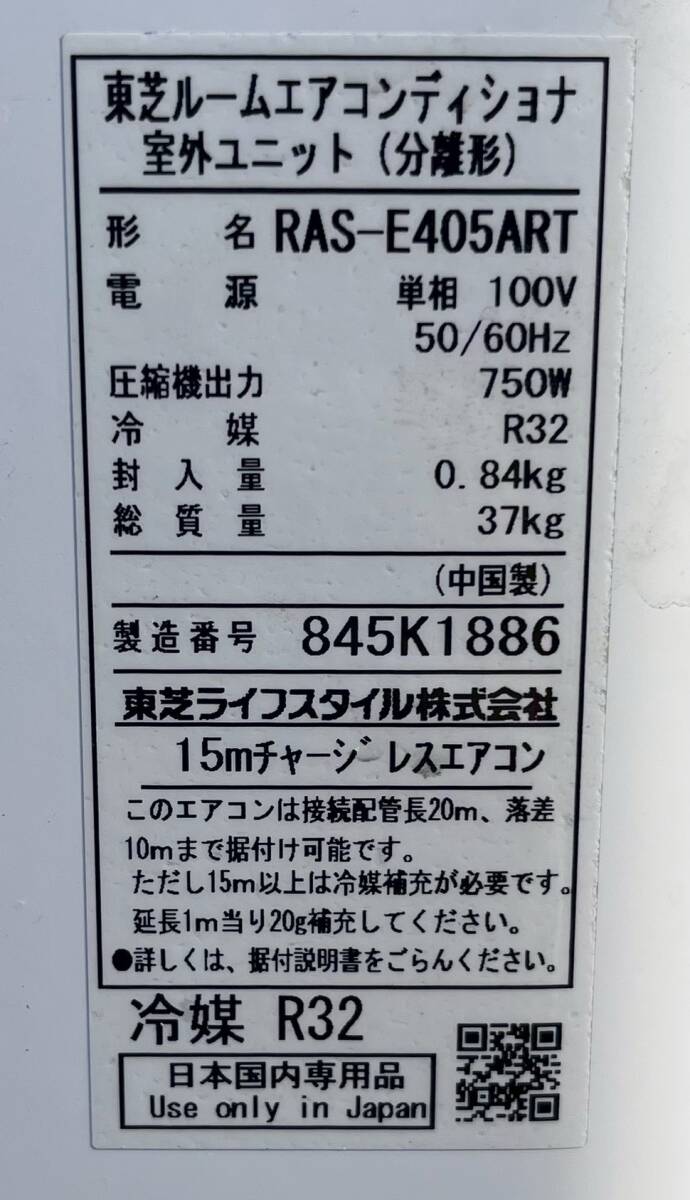 東芝ルームエアコンディショナ
室外ユニット（分離形）
形 名 RAS-E405ART
電 源 単相 100V
50/60Hz
圧縮機出力 750W
冷 媒 R32
封 入 量 0.84kg
総 質 量 37kg
（中国製）
製造番号 845K1886
東芝ライフスタイル株式会社
15mチャージレスエアコン
このエアコンは接続配管長20m、落差
10mまで据付け可能です。
ただし15m以上は冷媒補充が必要です。
延長1m当り20g補充してください。
●詳しくは、据付説明書をごらんください。
冷媒 R32
日本国内専用品
Use only in Japan